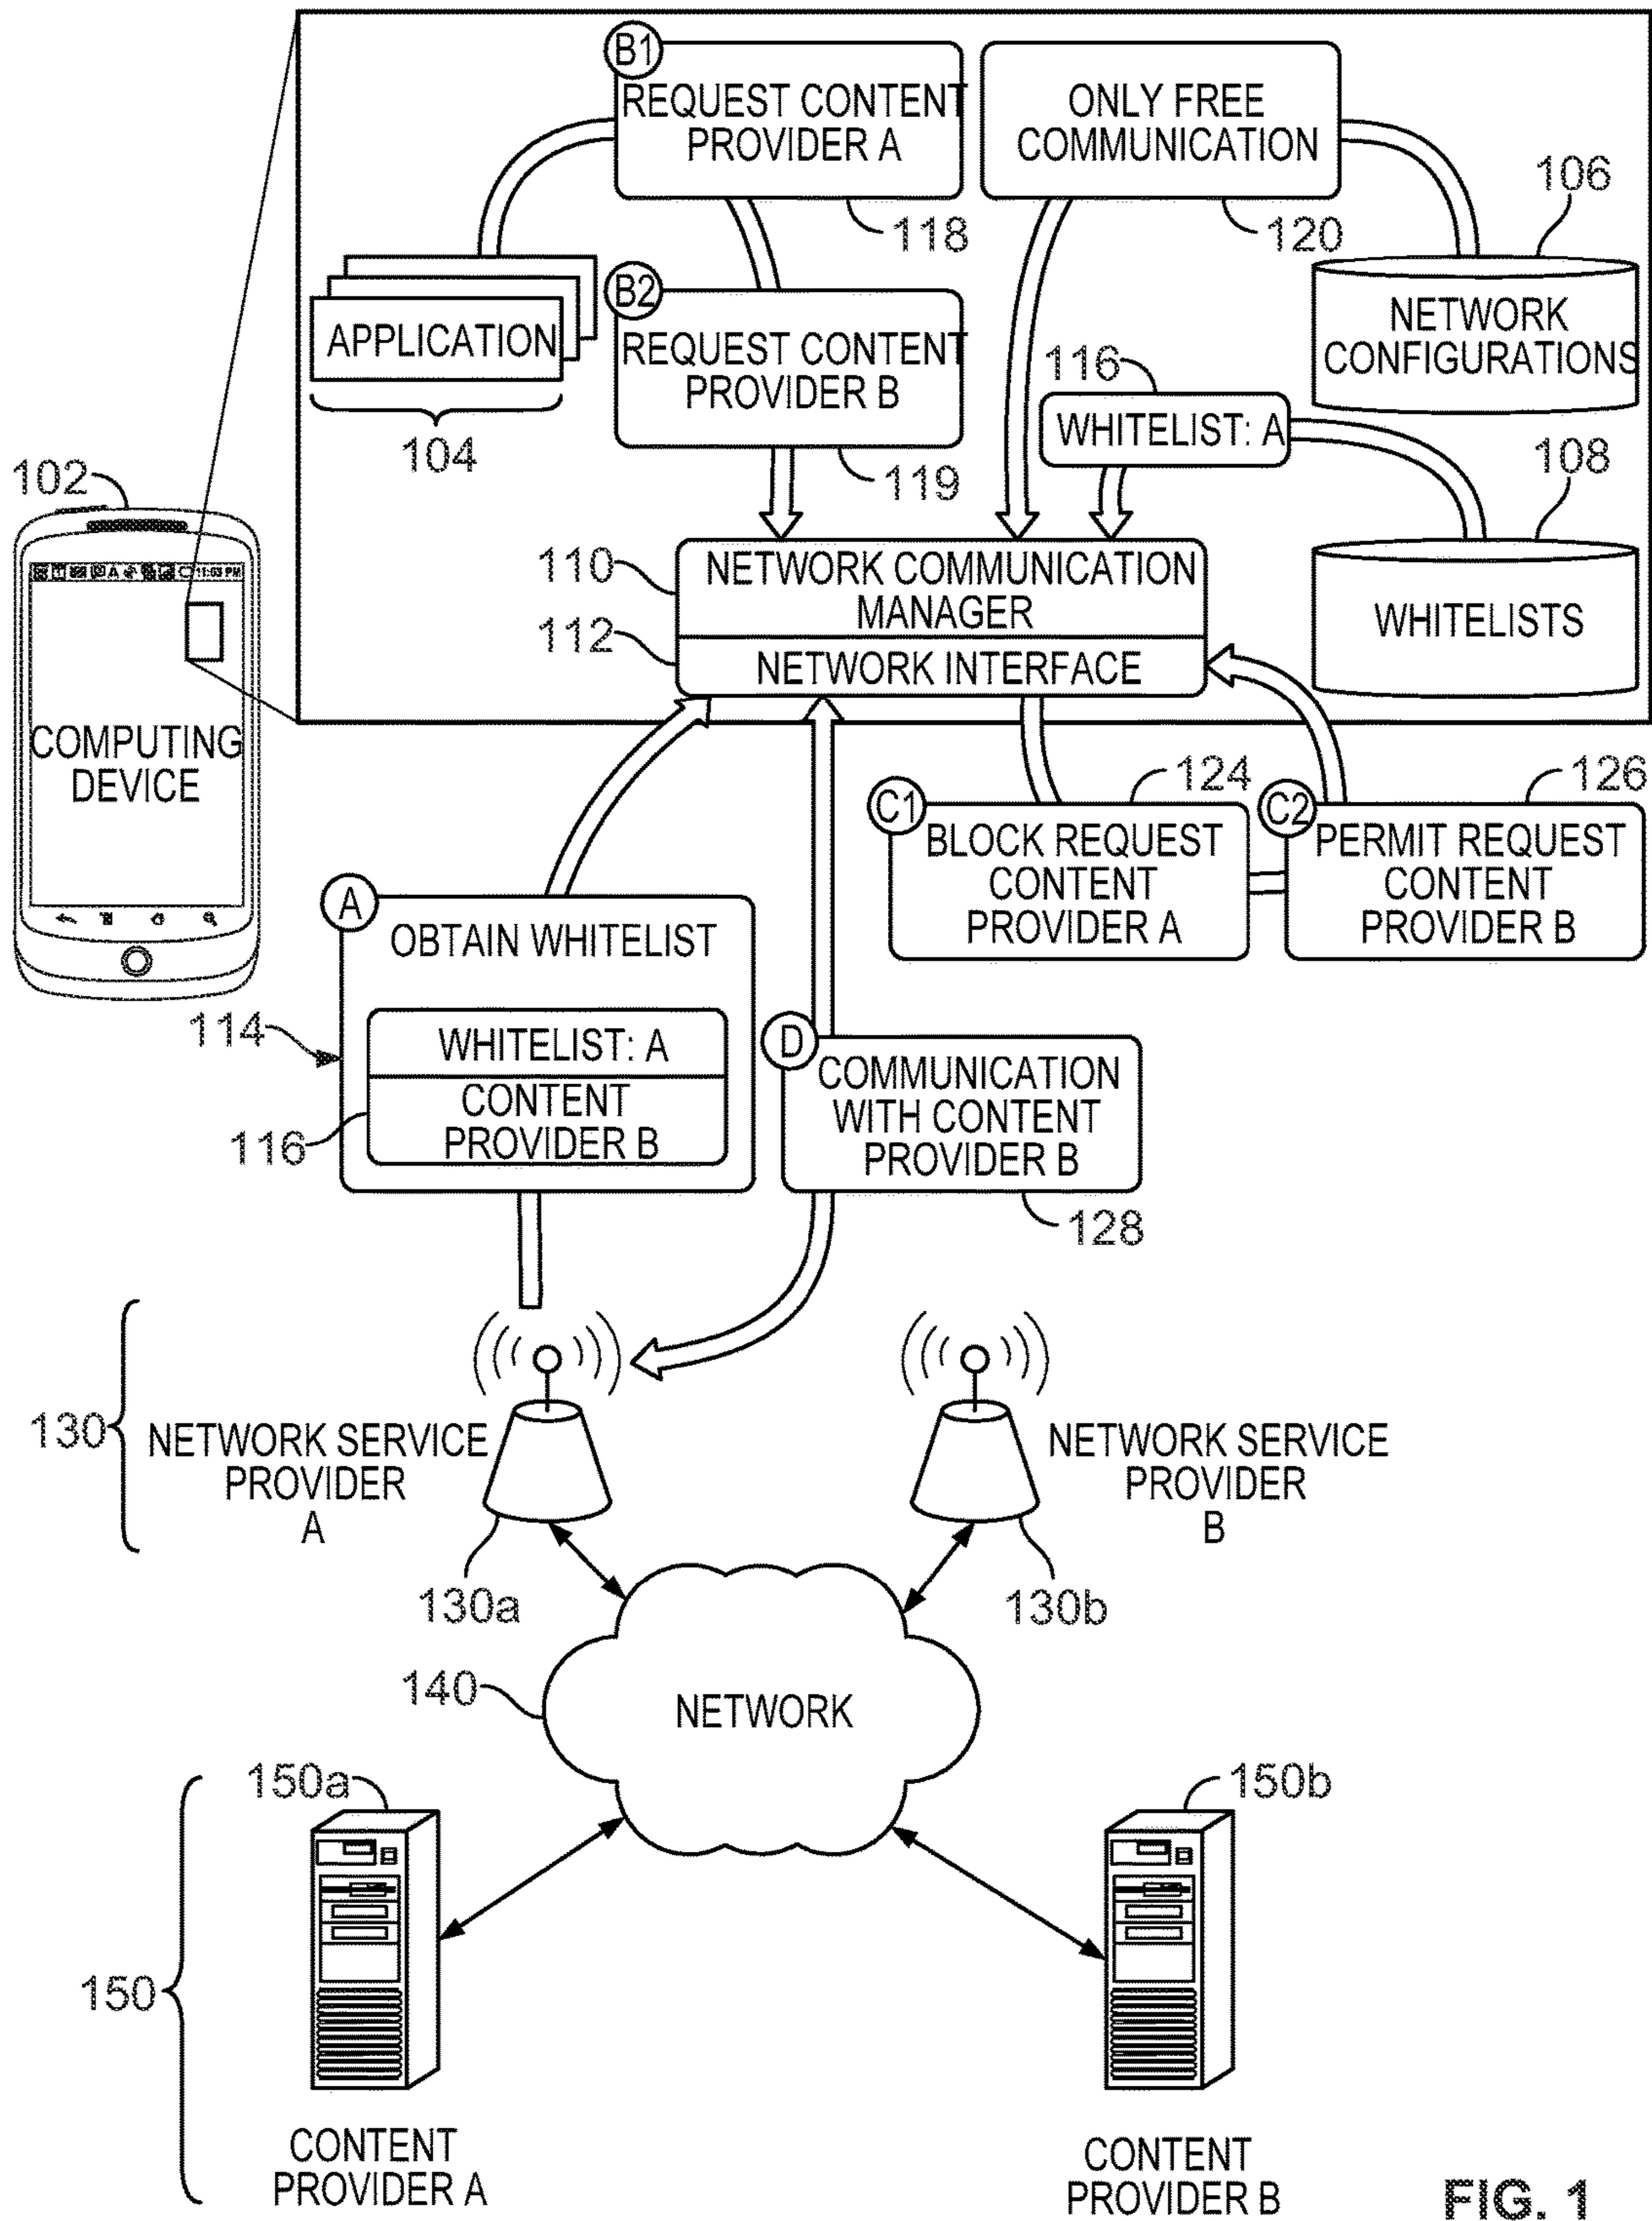 B1
REQUEST CONTENT
PROVIDER A
118
ONLY FREE
COMMUNICATION
120
106
NETWORK
CONFIGURATIONS
APPLICATION
104
B2
REQUEST CONTENT
PROVIDER B
119
116
WHITELIST: A
108
WHITELISTS
102
11:03 PM
COMPUTING
DEVICE
110
NETWORK COMMUNICATION
MANAGER
112
NETWORK INTERFACE
C1
124
BLOCK REQUEST
CONTENT
PROVIDER A
C2
126
PERMIT REQUEST
CONTENT
PROVIDER B
A
OBTAIN WHITELIST
114
WHITELIST: A
116
CONTENT
PROVIDER B
D
COMMUNICATION
WITH CONTENT
PROVIDER B
128
130
NETWORK SERVICE
PROVIDER
A
130a
NETWORK SERVICE
PROVIDER
B
130b
140
NETWORK
150
150a
CONTENT
PROVIDER A
150b
CONTENT
PROVIDER B
FIG. 1